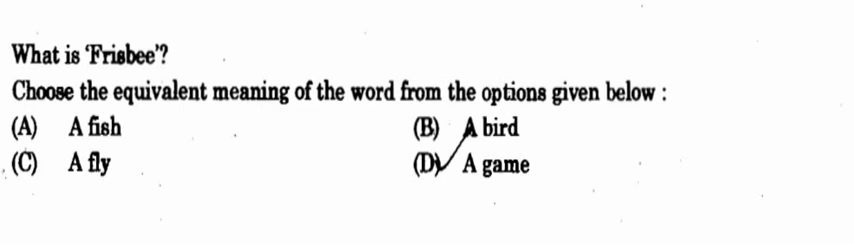 What is 'Frisbee'?
Choose the equivalent meaning of the word from the options given below :
(A) A fish (B) A bird
(C) A fly (D) A game